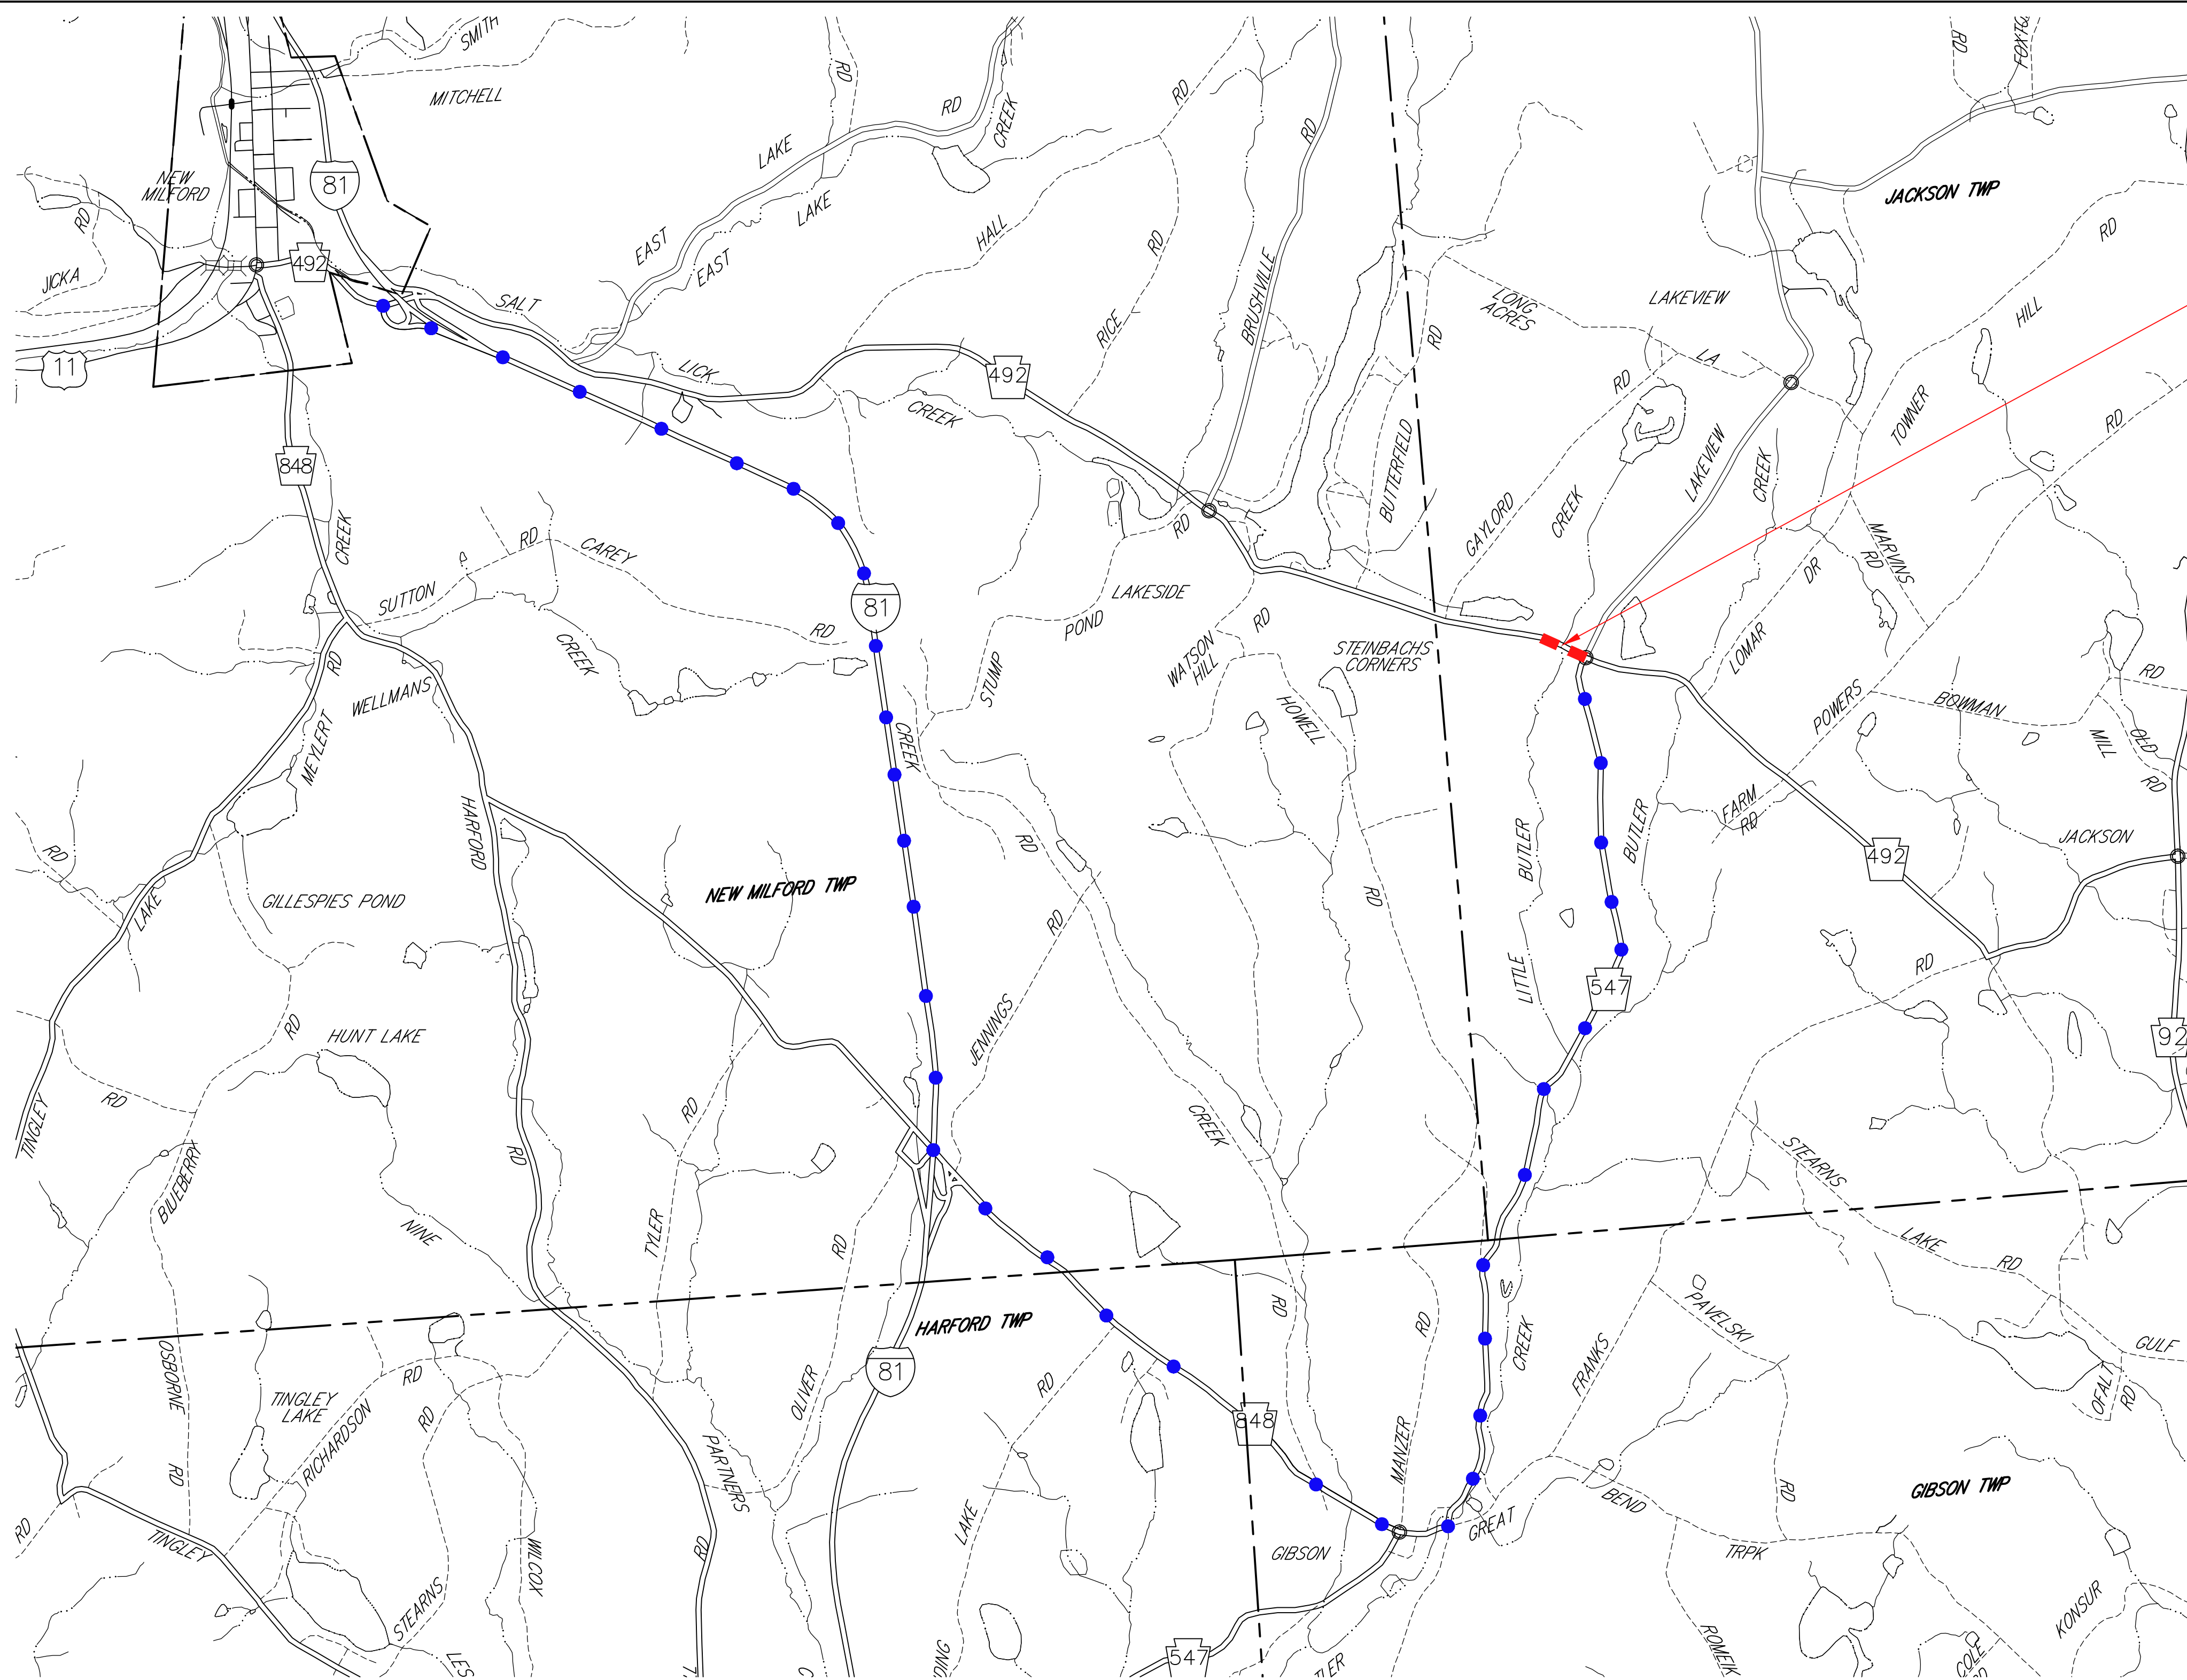 SMITH
RD
FOXTO
MITCHELL
RD
RD
RD
CREEK
RD
LAKE
NEW
MILFORD
81
JACKSON TWP
RD
LAKE
HALL
RD
RD
EAST
EAST
492
JICKA
SALT
BRUSHVILLE
LONG
ACRES
LAKEVIEW
HILL
RICE
RD
LA
11
LICK
492
RD
TOWNER
RD
CREEK
848
BUTTERFIELD
LAKEVIEW
CREEK
CREEK
RD
CAREY
RD
GAYLORD
CREEK
MARVINS
RD
DR
SUTTON
81
LAKESIDE
RD
POND
RD
CREEK
WATSON
HILL
STEINBACHS
CORNERS
LOMAR
RD
STUMP
WELLMANS
RD
MEYLERT
CREEK
HOWELL
POWERS
BOWMAN
MILL
OLD
RD
HARFORD
RD
FARM
RD
BUTLER
BUTLER
JACKSON
492
RD
LAKE
GILLESPIES POND
NEW MILFORD TWP
RD
RD
RD
LITTLE
547
RD
HUNT LAKE
JENNINGS
92
TINGLEY
RD
RD
CREEK
BLUEBERRY
RD
STEARNS
NINE
TYLER
RD
LAKE
RD
HARFORD TWP
RD
RD
CREEK
PAVELSKI
GULF
OSBORNE
RD
TINGLEY
LAKE
RD
RICHARDSON
RD
OLIVER
81
RD
848
MANZER
FRANKS
OFALT
RD
PARTNERS
RD
GIBSON TWP
RD
TINGLEY
WILCOX
RD
LAKE
GIBSON
GREAT
BEND
TRPK
STEARNS
LES
DING
547
TLER
ROMEIK
KONSUR
COLE